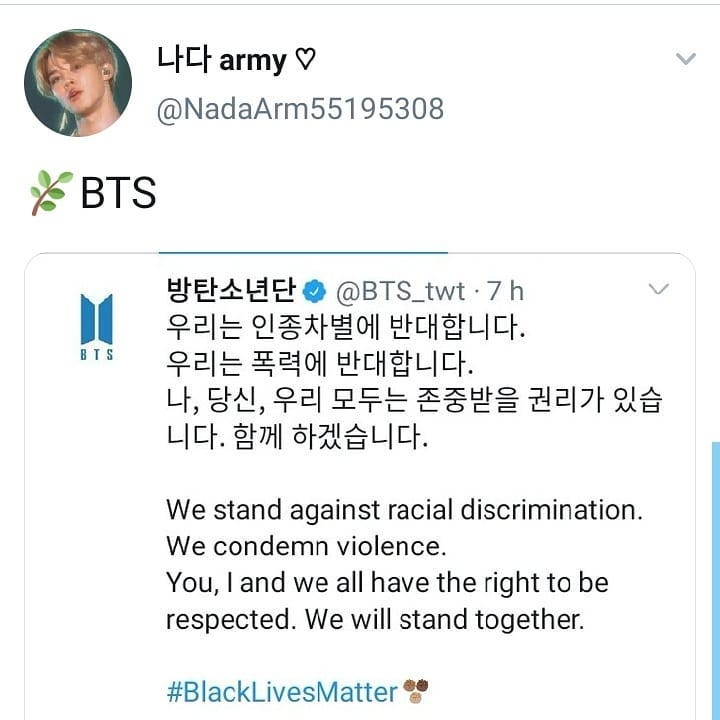 나다 army ♡
@NadaArm55195308
🌿BTS
방탄소년단 @BTS_twt · 7 h
BTS
우리는 인종차별에 반대합니다.
우리는 폭력에 반대합니다.
나, 당신, 우리 모두는 존중받을 권리가 있습
니다. 함께 하겠습니다.
We stand against racial discrimination.
We condemn violence.
You, I and we all have the right to be
respected. We will stand together.
#BlackLivesMatter